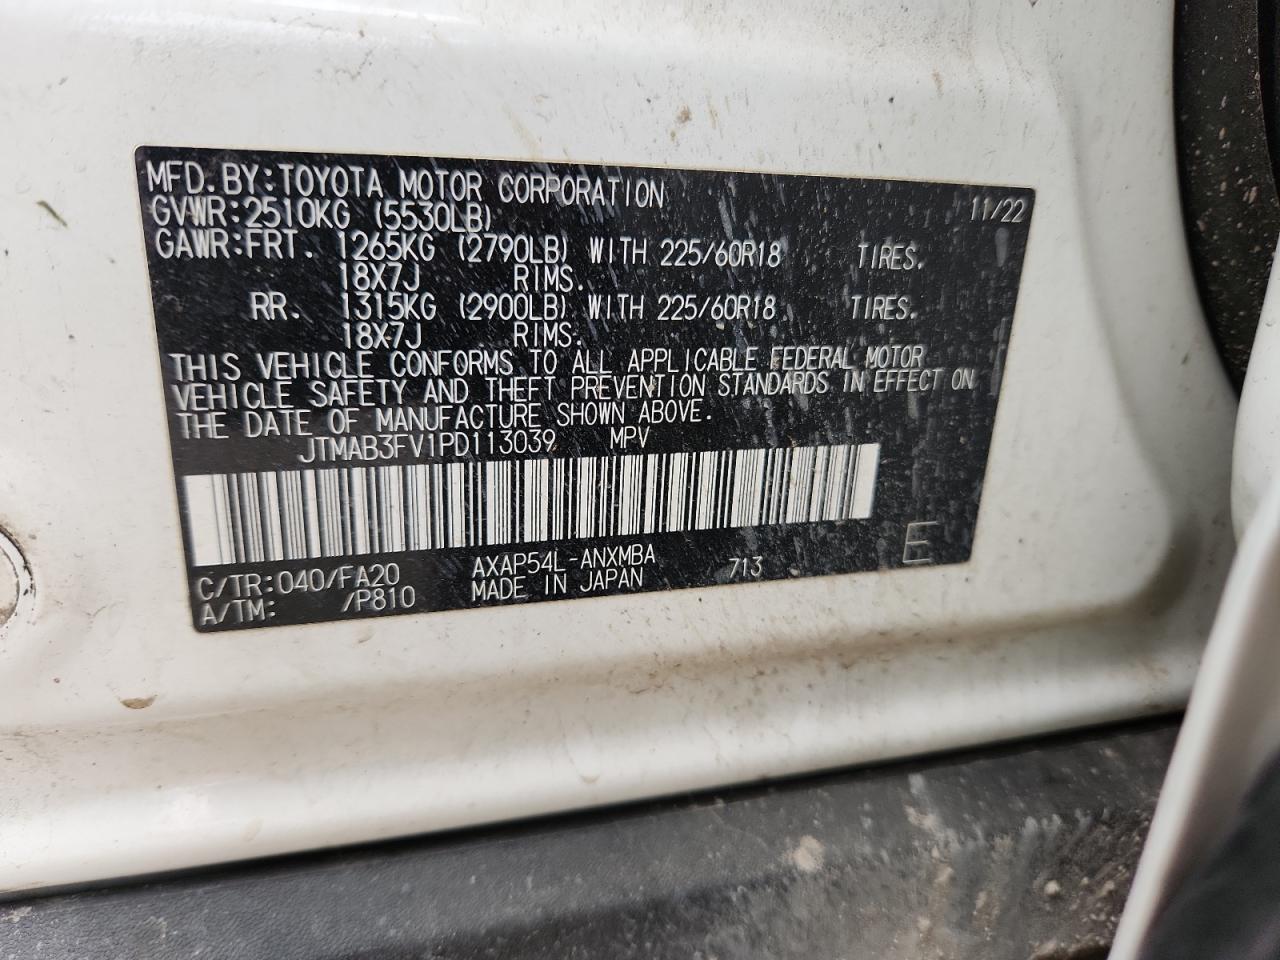 MFD.BY:TOYOTA MOTOR CORPORATION 11/22
GVWR:2510KG (5530LB)
GAWR:FRT. 1265KG (2790LB) WITH 225/60R18 TIRES.
18X7J RIMS.
RR. 1315KG (2900LB) WITH 225/60R18 TIRES.
18X7J RIMS.
THIS VEHICLE CONFORMS TO ALL APPLICABLE FEDERAL MOTOR
VEHICLE SAFETY AND THEFT PREVENTION STANDARDS IN EFFECT ON
THE DATE OF MANUFACTURE SHOWN ABOVE.
JTMAB3FV1PD113039 MPV
C/TR:040/FA20 AXAP54L-ANXMBA 713 E
A/TM: /P810 MADE IN JAPAN